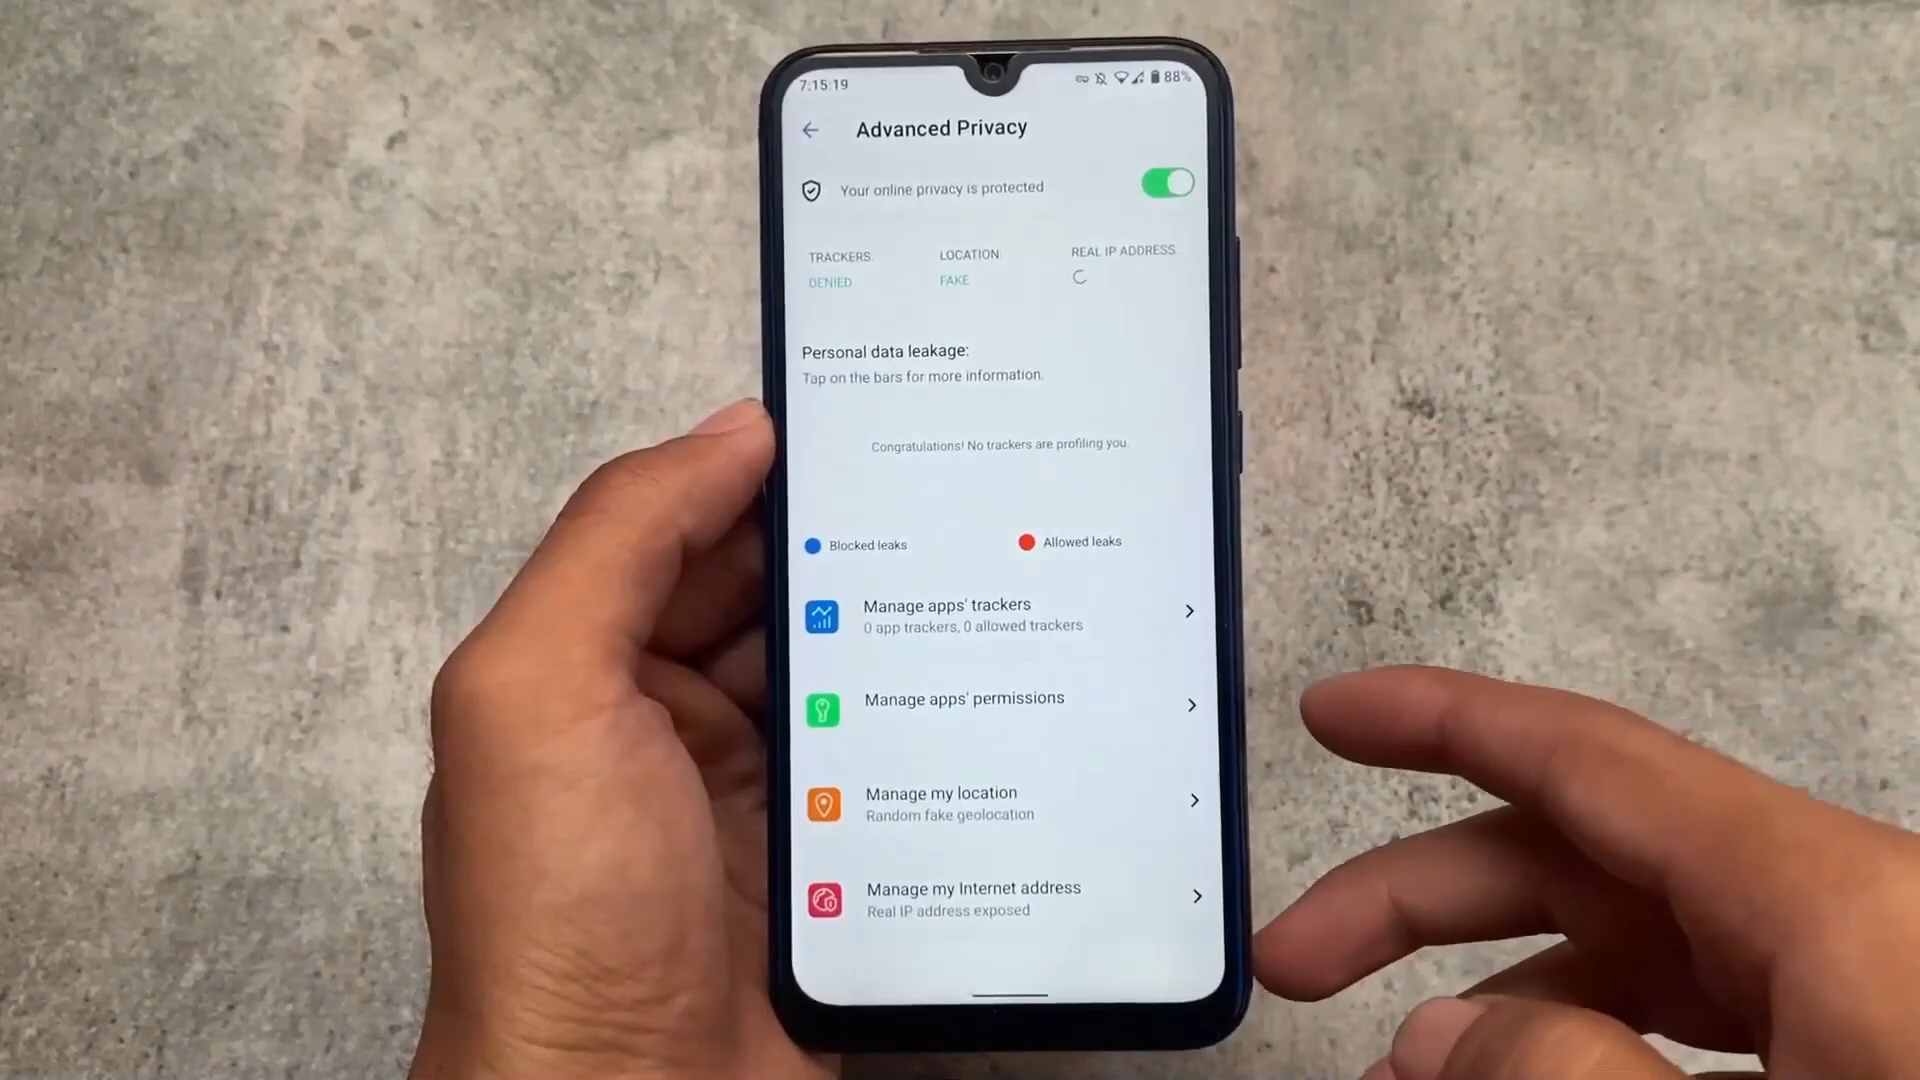 7:15:19
88%
Advanced Privacy
Your online privacy is protected
TRACKERS:
LOCATION:
REAL IP ADDRESS:
DENIED
FAKE
Personal data leakage:
Tap on the bars for more information.
Congratulations! No trackers are profiling you.
Blocked leaks
Allowed leaks
Manage apps' trackers
0 app trackers, 0 allowed trackers
Manage apps' permissions
Manage my location
Random fake geolocation
Manage my Internet address
Real IP address exposed